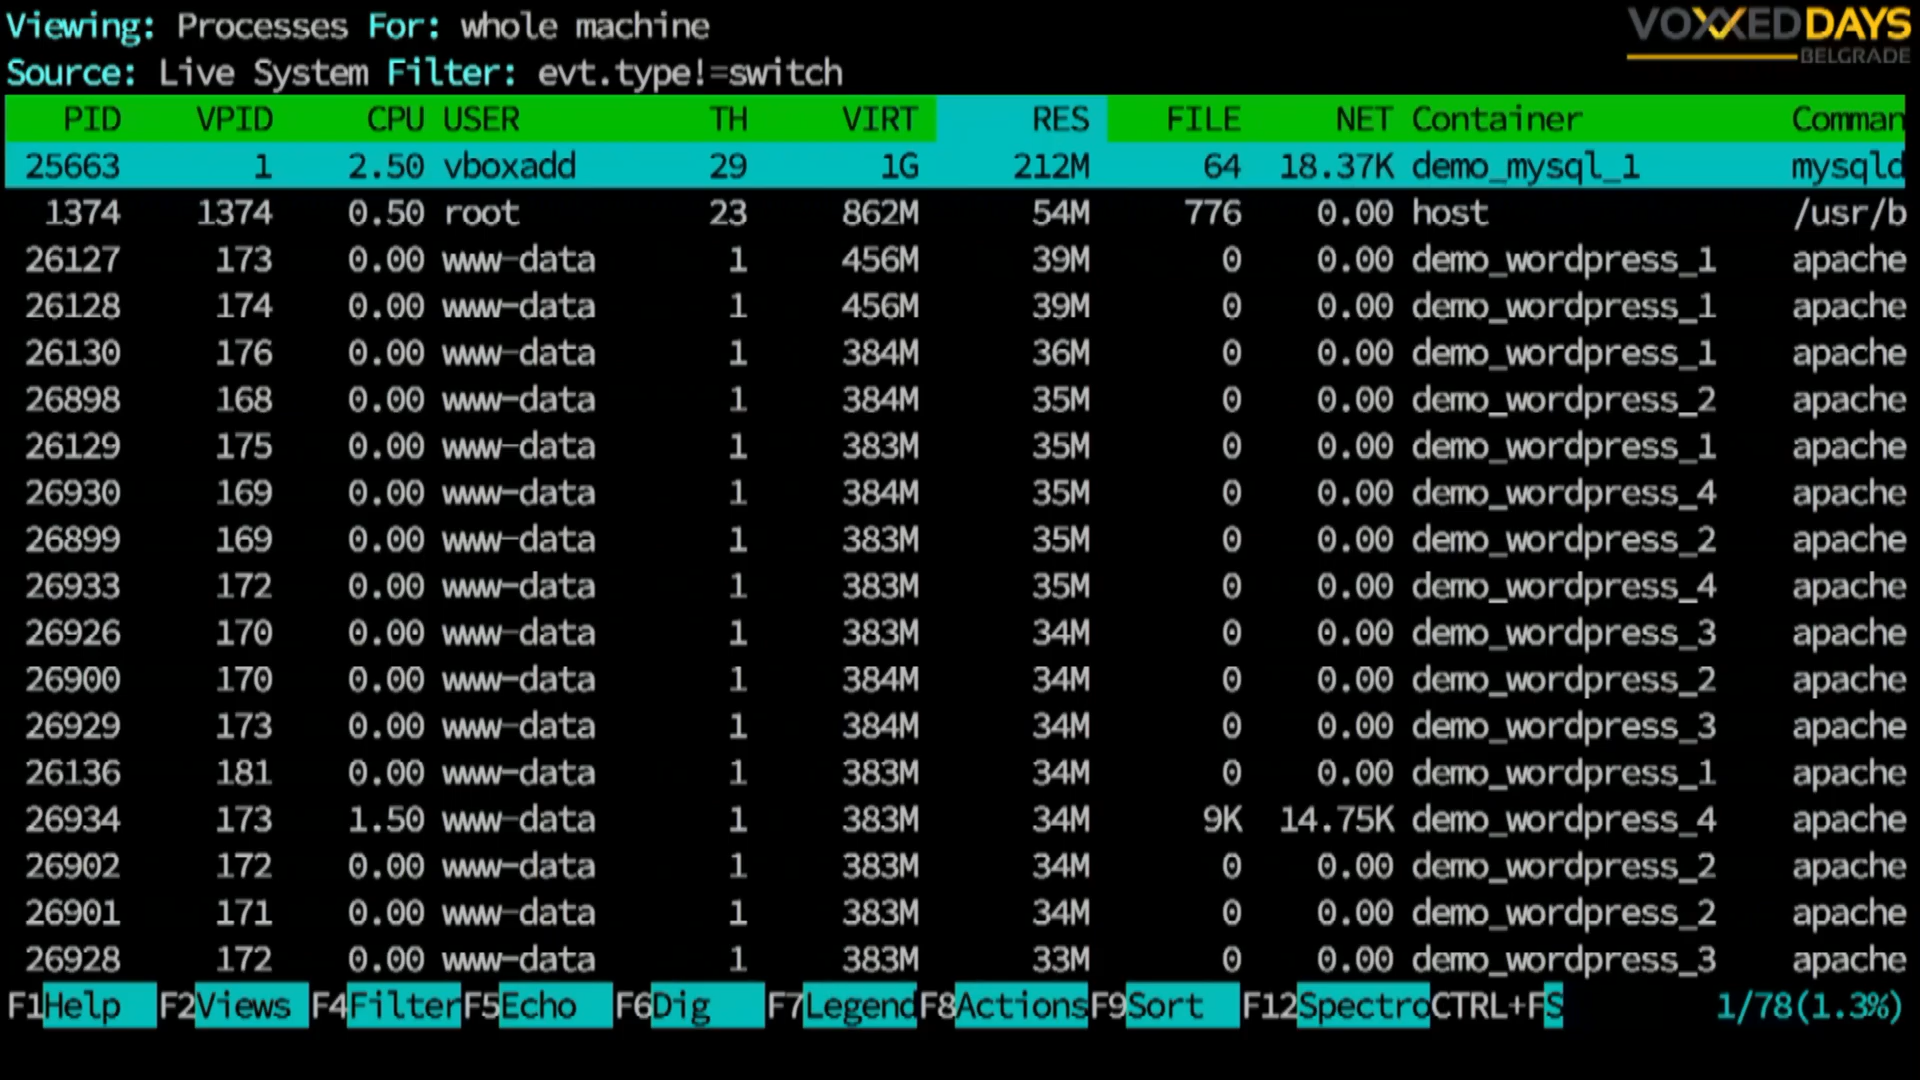 Viewing: Processes For: whole machine
VOXXED DAYS
BELGRADE
Source: Live System Filter: evt.type!=switch
PID VPID CPU USER TH VIRT RES FILE NET Container Comman
25663 1 2.50 vboxadd 29 1G 212M 64 18.37K demo_mysql_1 mysqld
1374 1374 0.50 root 23 862M 54M 776 0.00 host /usr/b
26127 173 0.00 www-data 1 456M 39M 0 0.00 demo_wordpress_1 apache
26128 174 0.00 www-data 1 456M 39M 0 0.00 demo_wordpress_1 apache
26130 176 0.00 www-data 1 384M 36M 0 0.00 demo_wordpress_1 apache
26898 168 0.00 www-data 1 384M 35M 0 0.00 demo_wordpress_2 apache
26129 175 0.00 www-data 1 383M 35M 0 0.00 demo_wordpress_1 apache
26930 169 0.00 www-data 1 384M 35M 0 0.00 demo_wordpress_4 apache
26899 169 0.00 www-data 1 383M 35M 0 0.00 demo_wordpress_2 apache
26933 172 0.00 www-data 1 383M 35M 0 0.00 demo_wordpress_4 apache
26926 170 0.00 www-data 1 383M 34M 0 0.00 demo_wordpress_3 apache
26900 170 0.00 www-data 1 384M 34M 0 0.00 demo_wordpress_2 apache
26929 173 0.00 www-data 1 384M 34M 0 0.00 demo_wordpress_3 apache
26136 181 0.00 www-data 1 383M 34M 0 0.00 demo_wordpress_1 apache
26934 173 1.50 www-data 1 383M 34M 9K 14.75K demo_wordpress_4 apache
26902 172 0.00 www-data 1 383M 34M 0 0.00 demo_wordpress_2 apache
26901 171 0.00 www-data 1 383M 34M 0 0.00 demo_wordpress_2 apache
26928 172 0.00 www-data 1 383M 33M 0 0.00 demo_wordpress_3 apache
F1Help F2Views F4FilterF5Echo F6Dig F7LegendF8ActionsF9Sort F12SpectroCTRL+FS 1/78(1.3%)